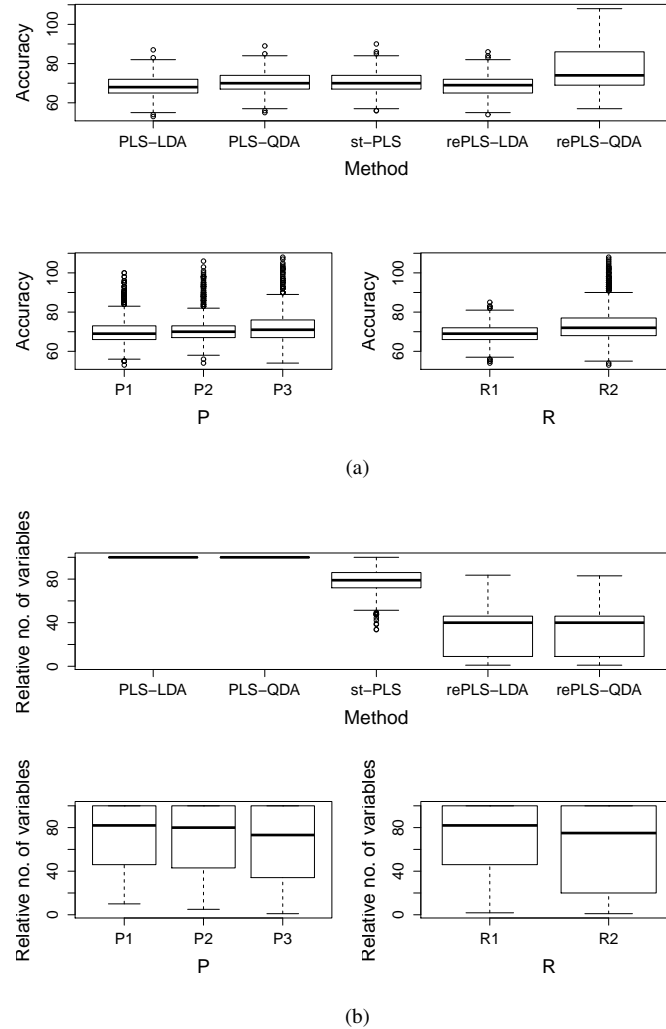 Accuracy
60 80 100
PLS−LDA PLS−QDA st−PLS rePLS−LDA rePLS−QDA
Method
Accuracy
60 80 100
P1 P2 P3
P
Accuracy
60 80 100
R1 R2
R
(a)
Relative no. of variables
0 40 80
PLS−LDA PLS−QDA st−PLS rePLS−LDA rePLS−QDA
Method
Relative no. of variables
0 40 80
P1 P2 P3
P
Relative no. of variables
0 40 80
R1 R2
R
(b)